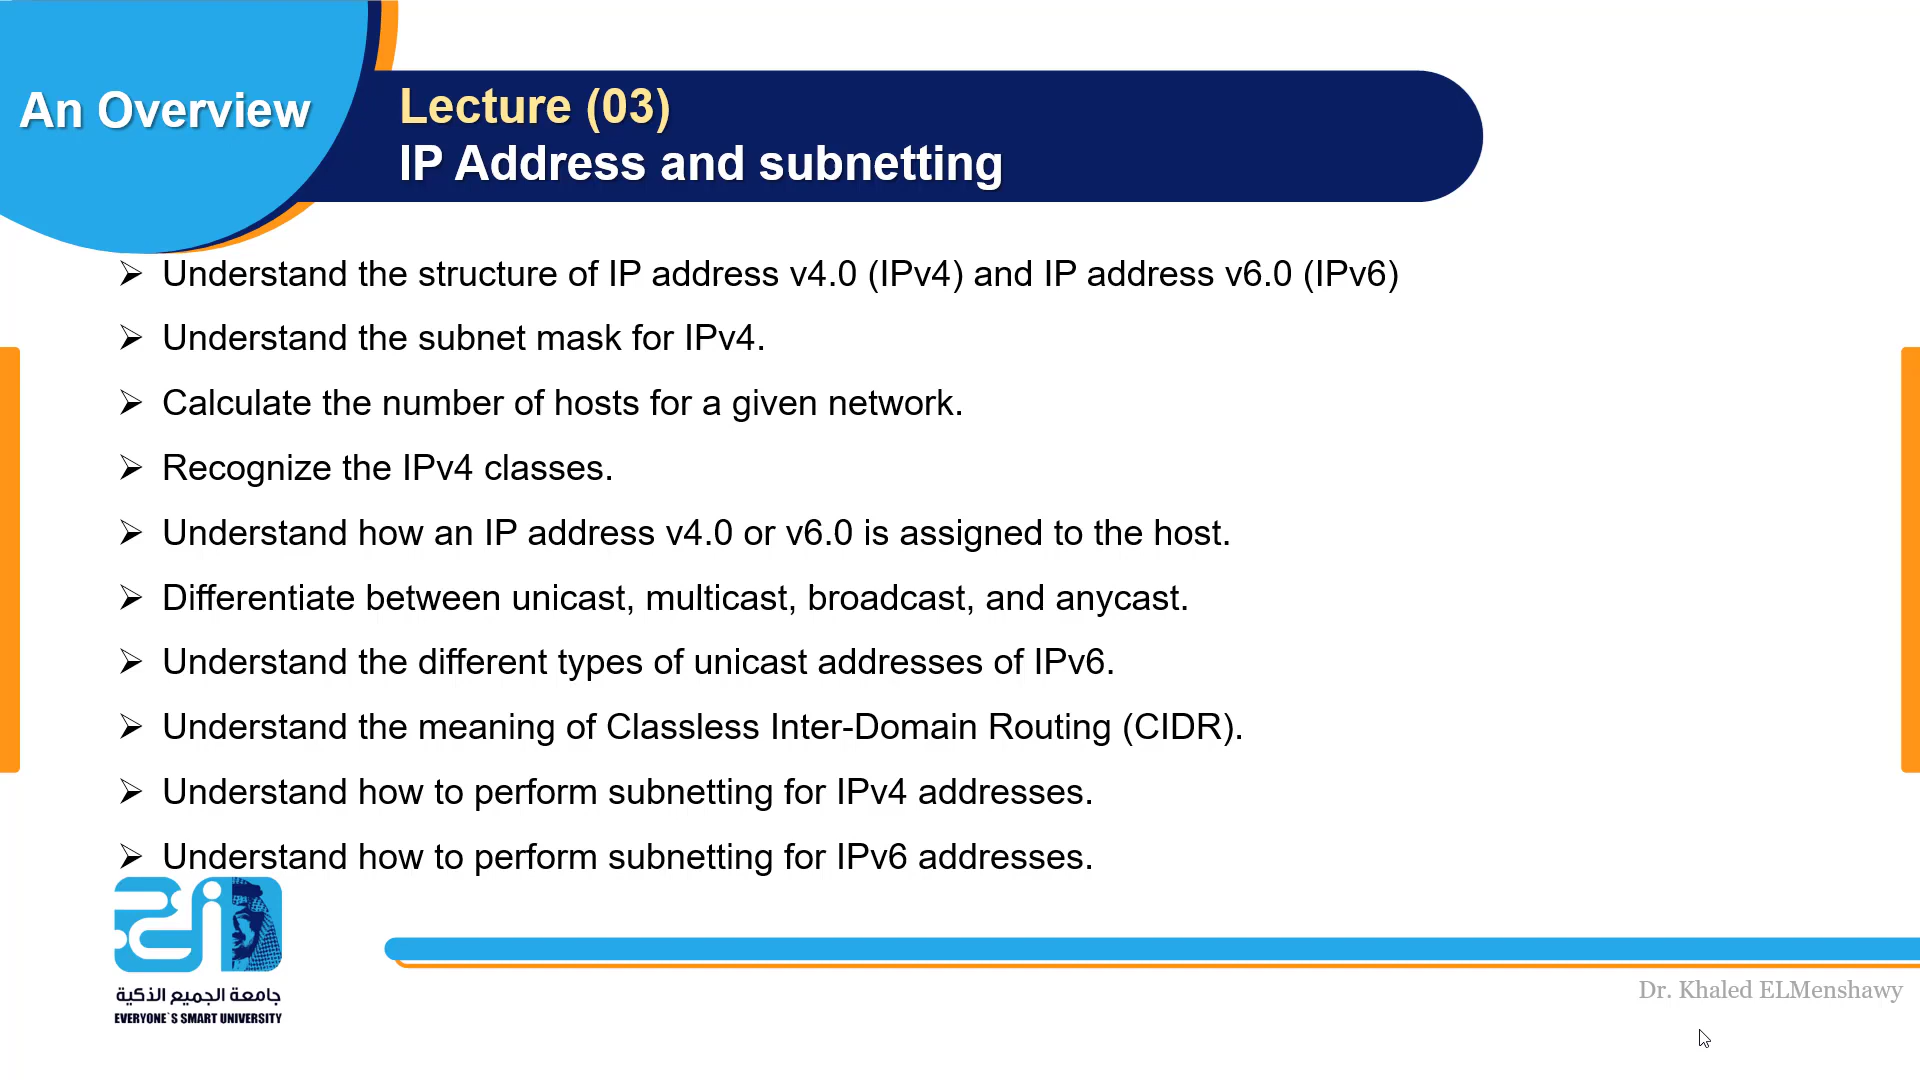 An Overview
Lecture (03)
IP Address and subnetting
➢ Understand the structure of IP address v4.0 (IPv4) and IP address v6.0 (IPv6)
➢ Understand the subnet mask for IPv4.
➢ Calculate the number of hosts for a given network.
➢ Recognize the IPv4 classes.
➢ Understand how an IP address v4.0 or v6.0 is assigned to the host.
➢ Differentiate between unicast, multicast, broadcast, and anycast.
➢ Understand the different types of unicast addresses of IPv6.
➢ Understand the meaning of Classless Inter-Domain Routing (CIDR).
➢ Understand how to perform subnetting for IPv4 addresses.
➢ Understand how to perform subnetting for IPv6 addresses.
جامعة الجميع الذكية
EVERYONE`S SMART UNIVERSITY
Dr. Khaled ELMenshawy